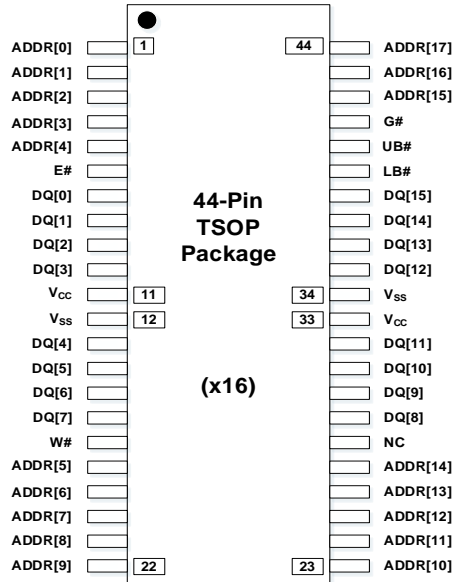 ADDR[0] 1 44 ADDR[17]
ADDR[1] ADDR[16]
ADDR[2] ADDR[15]
ADDR[3] G#
ADDR[4] UB#
E# LB#
DQ[0] DQ[15]
DQ[1] DQ[14]
DQ[2] DQ[13]
DQ[3] DQ[12]
VCC 11 34 VSS
VSS 12 33 VCC
DQ[4] DQ[11]
DQ[5] DQ[10]
DQ[6] DQ[9]
DQ[7] DQ[8]
W# NC
ADDR[5] ADDR[14]
ADDR[6] ADDR[13]
ADDR[7] ADDR[12]
ADDR[8] ADDR[11]
ADDR[9] 22 23 ADDR[10]
44-Pin
TSOP
Package
(x16)